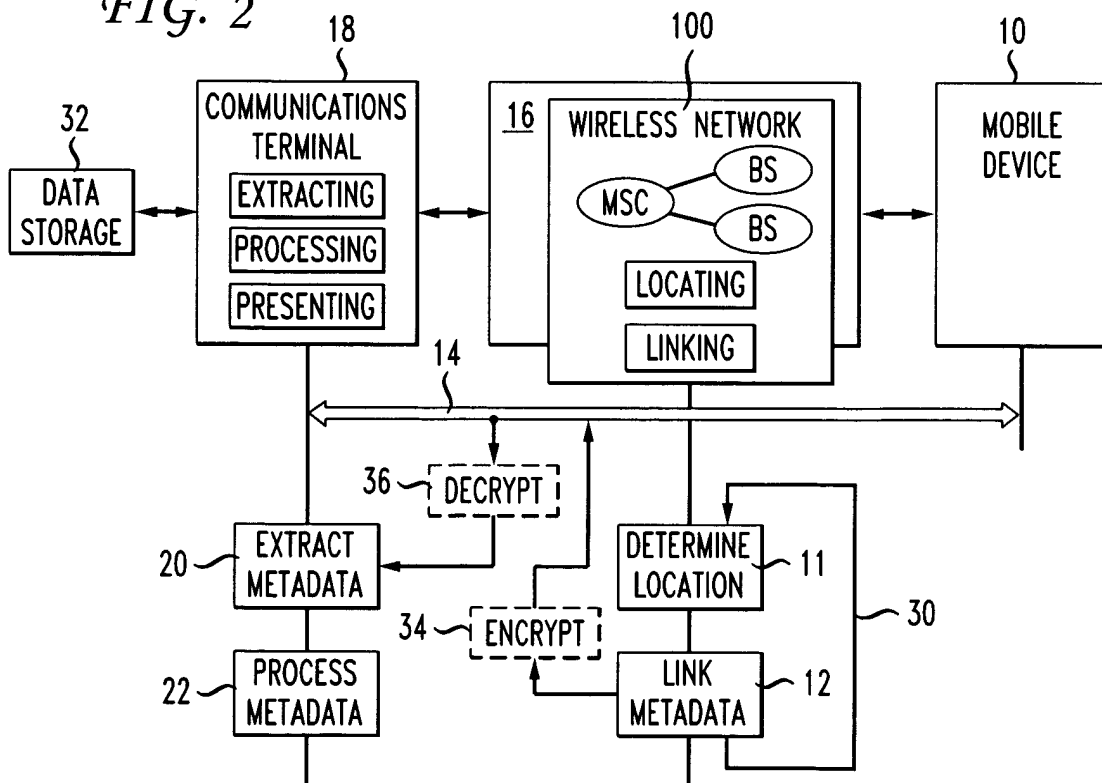 FIG. 2
18
100
10
32
DATA
STORAGE
COMMUNICATIONS
TERMINAL
EXTRACTING
PROCESSING
PRESENTING
16
WIRELESS NETWORK
MSC
BS
BS
LOCATING
LINKING
MOBILE
DEVICE
14
36
DECRYPT
20
EXTRACT
METADATA
DETERMINE
LOCATION
11
30
34
ENCRYPT
22
PROCESS
METADATA
LINK
METADATA
12